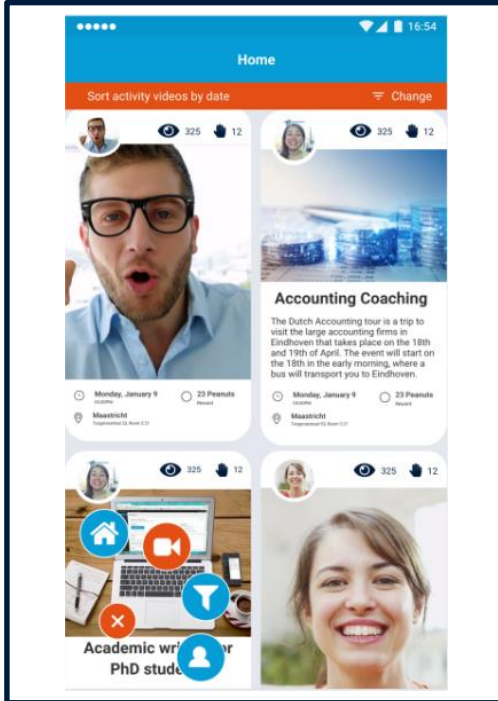 16:54
Home
Sort activity videos by date
Change
325
12
325
12
Accounting Coaching
The Dutch Accounting tour is a trip to
visit the large accounting firms in
Eindhoven that takes place on the 18th
and 19th of April. The event will start on
the 18th in the early morning, where a
bus will transport you to Eindhoven.
Monday, January 9
23 Peanuts
Reward
Maastricht
Monday, January 9
23 Peanuts
Reward
Maastricht
325
12
325
12
Academic wri
or
PhD stude